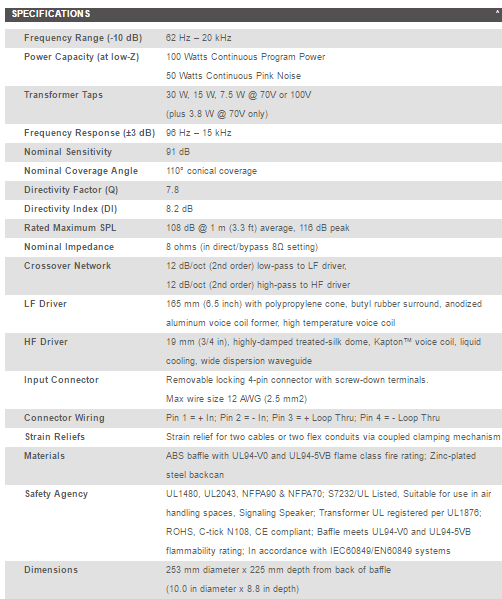 SPECIFICATIONS ^
Frequency Range (-10 dB) 62 Hz – 20 kHz
Power Capacity (at low-Z) 100 Watts Continuous Program Power
50 Watts Continuous Pink Noise
Transformer Taps 30 W, 15 W, 7.5 W @ 70V or 100V
(plus 3.8 W @ 70V only)
Frequency Response (±3 dB) 96 Hz – 15 kHz
Nominal Sensitivity 91 dB
Nominal Coverage Angle 110° conical coverage
Directivity Factor (Q) 7.8
Directivity Index (DI) 8.2 dB
Rated Maximum SPL 108 dB @ 1 m (3.3 ft) average, 116 dB peak
Nominal Impedance 8 ohms (in direct/bypass 8Ω setting)
Crossover Network 12 dB/oct (2nd order) low-pass to LF driver,
12 dB/oct (2nd order) high-pass to HF driver
LF Driver 165 mm (6.5 inch) with polypropylene cone, butyl rubber surround, anodized
aluminum voice coil former, high temperature voice coil
HF Driver 19 mm (3/4 in), highly-damped treated-silk dome, Kapton™ voice coil, liquid
cooling, wide dispersion waveguide
Input Connector Removable locking 4-pin connector with screw-down terminals.
Max wire size 12 AWG (2.5 mm2)
Connector Wiring Pin 1 = + In; Pin 2 = - In; Pin 3 = + Loop Thru; Pin 4 = - Loop Thru
Strain Reliefs Strain relief for two cables or two flex conduits via coupled clamping mechanism
Materials ABS baffle with UL94-V0 and UL94-5VB flame class fire rating; Zinc-plated
steel backcan
Safety Agency UL1480, UL2043, NFPA90 & NFPA70; S7232/UL Listed, Suitable for use in air
handling spaces, Signaling Speaker; Transformer UL registered per UL1876;
ROHS, C-tick N108, CE compliant; Baffle meets UL94-V0 and UL94-5VB
flammability rating; In accordance with IEC60849/EN60849 systems
Dimensions 253 mm diameter x 225 mm depth from back of baffle
(10.0 in diameter x 8.8 in depth)